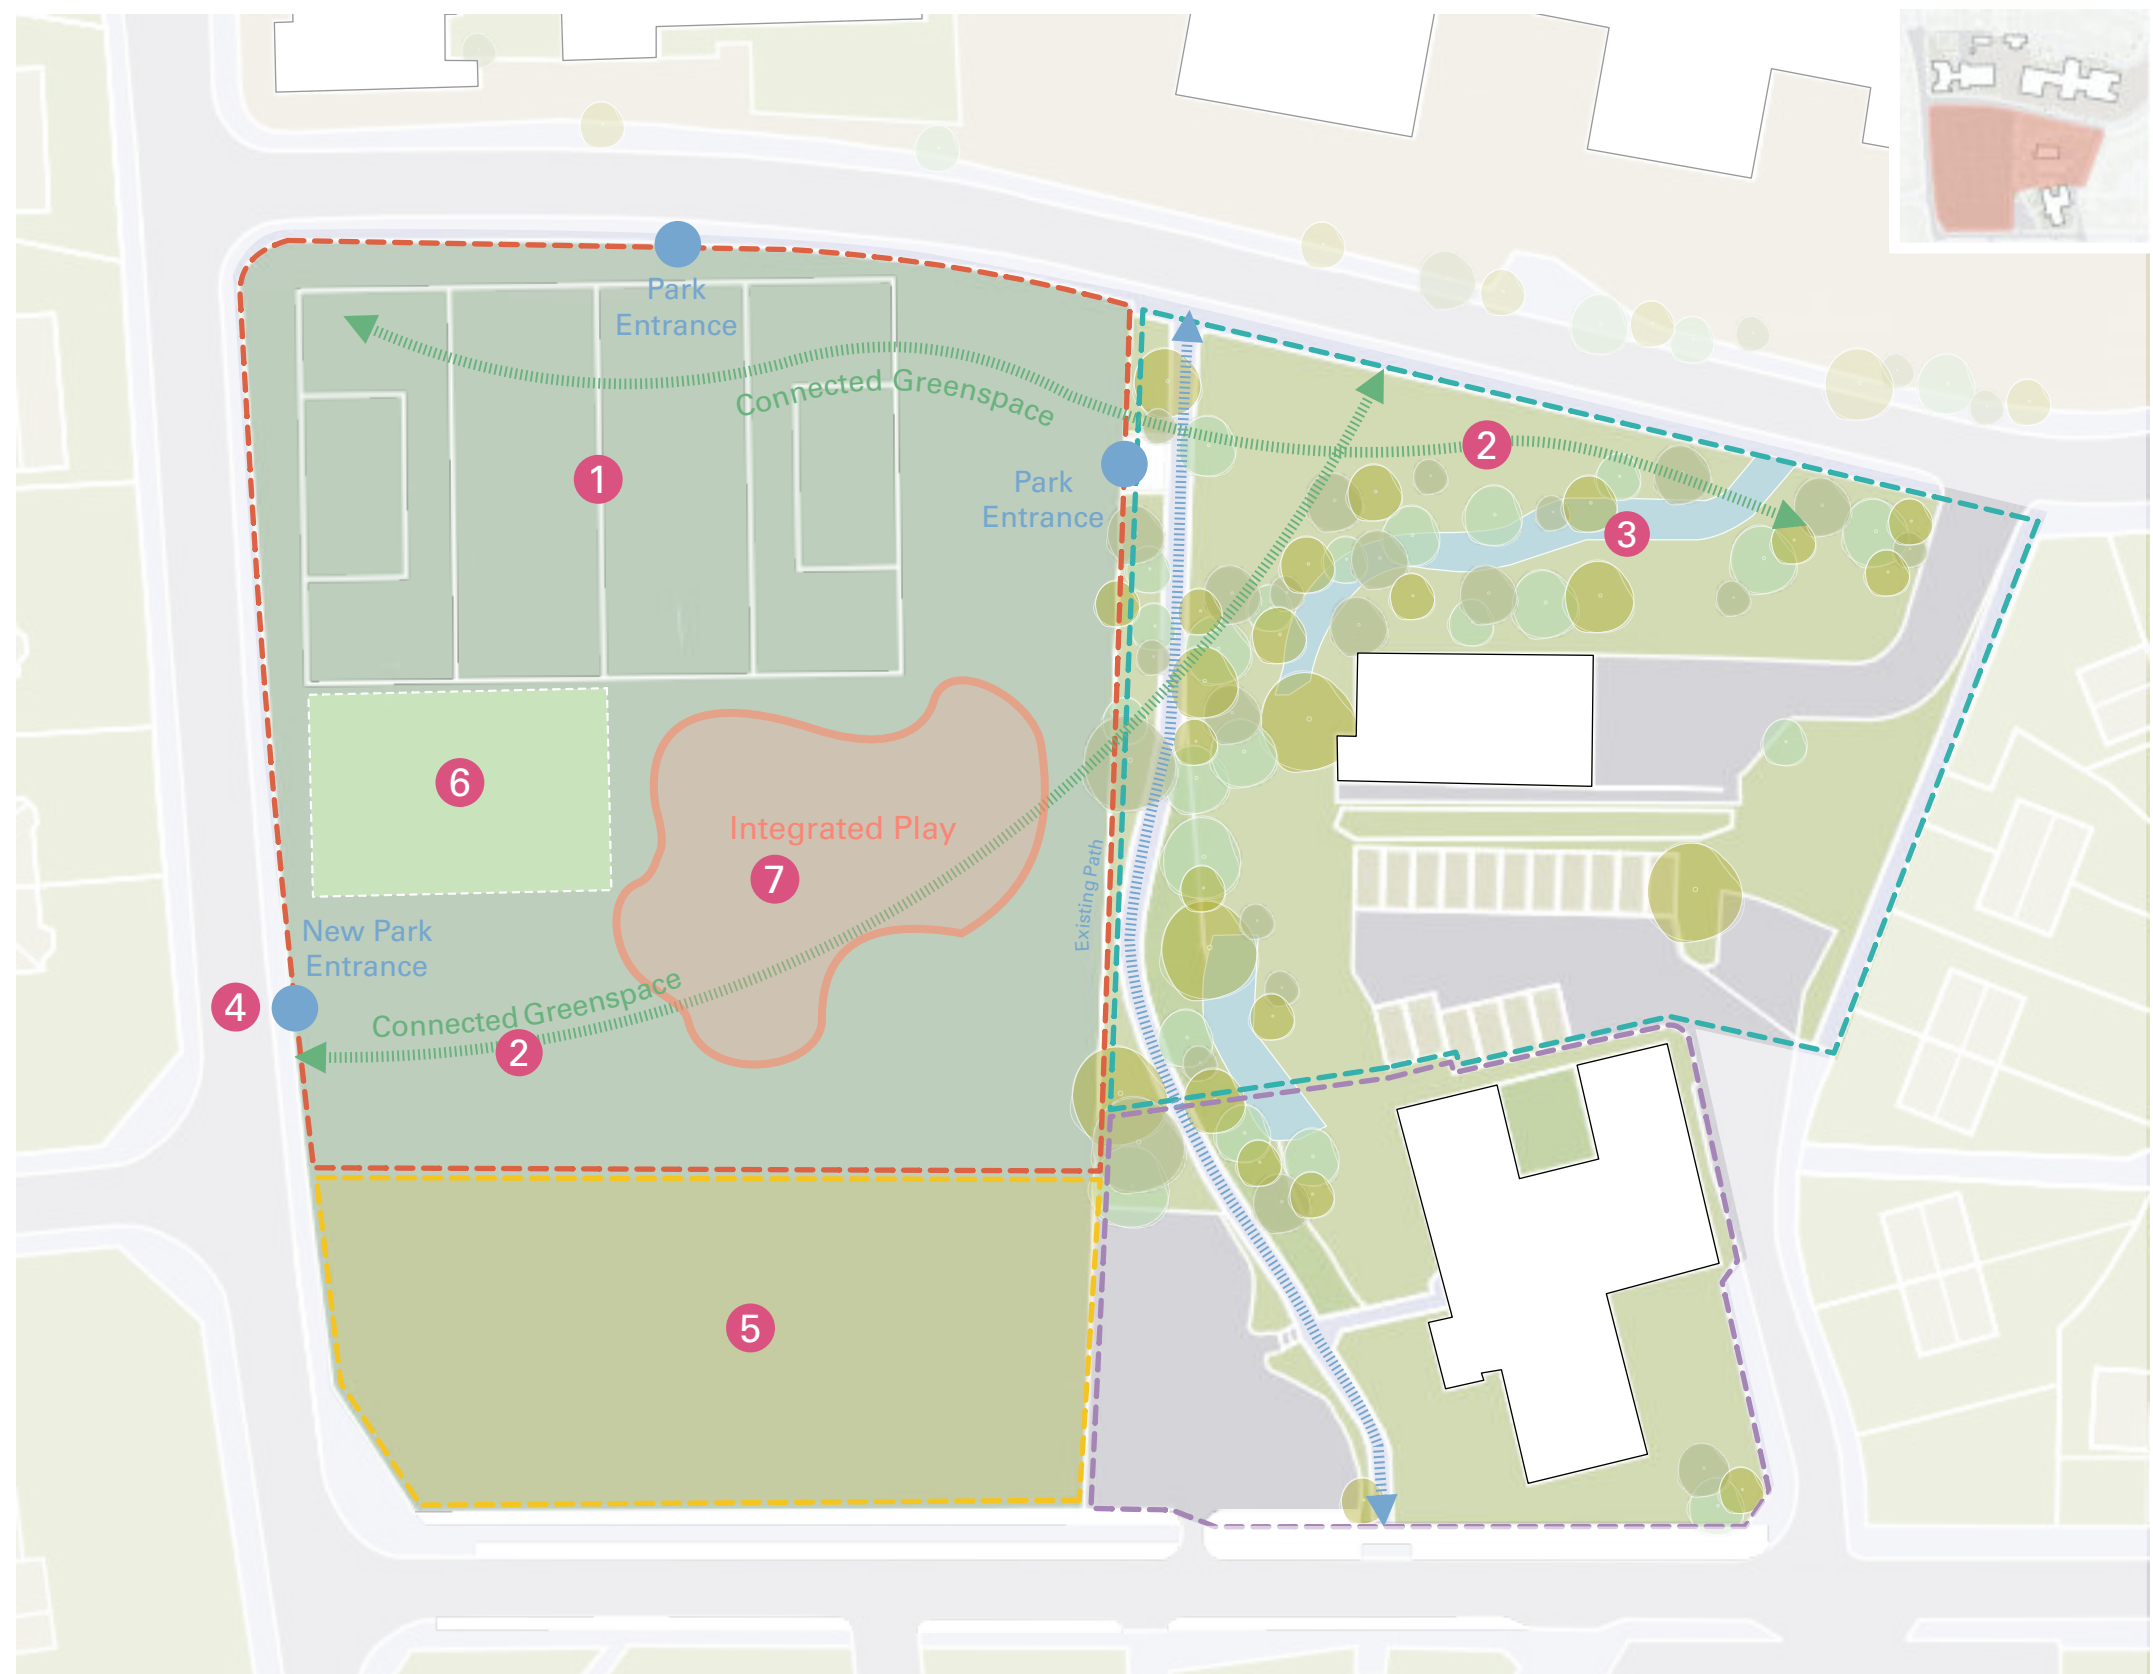 Park
Entrance
Connected Greenspace
2
1
Park
Entrance
3
6
Integrated Play
7
Existing Path
New Park
Entrance
4
Connected Greenspace
2
5